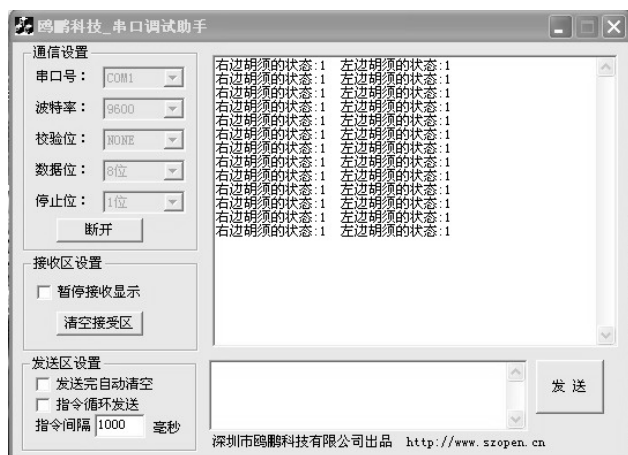 鸥鹏科技_串口调试助手
通信设置
串口号： COM1
波特率： 9600
校验位： NONE
数据位： 8位
停止位： 1位
断开
接收区设置
暂停接收显示
清空接受区
发送区设置
发送完自动清空
指令循环发送
指令间隔 1000 毫秒
右边胡须的状态:1 左边胡须的状态:1
右边胡须的状态:1 左边胡须的状态:1
右边胡须的状态:1 左边胡须的状态:1
右边胡须的状态:1 左边胡须的状态:1
右边胡须的状态:1 左边胡须的状态:1
右边胡须的状态:1 左边胡须的状态:1
右边胡须的状态:1 左边胡须的状态:1
右边胡须的状态:1 左边胡须的状态:1
右边胡须的状态:1 左边胡须的状态:1
右边胡须的状态:1 左边胡须的状态:1
右边胡须的状态:1 左边胡须的状态:1
右边胡须的状态:1 左边胡须的状态:1
右边胡须的状态:1 左边胡须的状态:1
发送
深圳市鸥鹏科技有限公司出品 http://www.szopen.cn